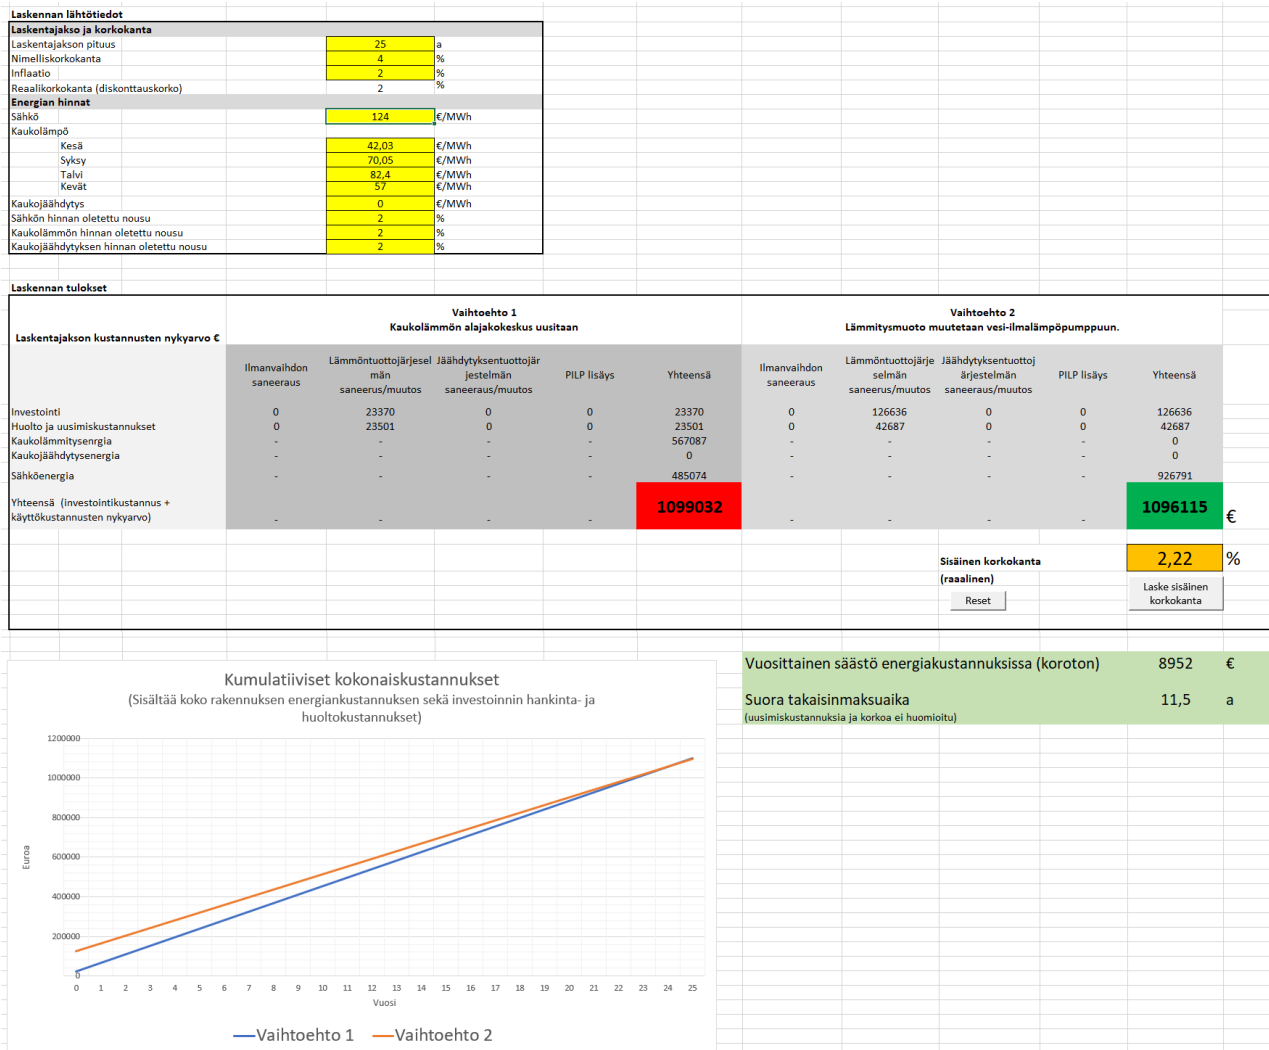 Laskennan lähtötiedot
Laskentajakso ja korkokanta
Laskentajakson pituus 25 a
Nimelliskorkokanta 4 %
Inflaatio 2 %
Reaalikorkokanta (diskonttauskorko) 2 %
Energian hinnat
Sähkö 124 €/MWh
Kaukolämpö
Kesä 42,03 €/MWh
Syksy 70,05 €/MWh
Talvi 82,4 €/MWh
Kevät 57 €/MWh
Kaukojäähdytys 0 €/MWh
Sähkön hinnan oletettu nousu 2 %
Kaukolämmön hinnan oletettu nousu 2 %
Kaukojäähdytyksen hinnan oletettu nousu 2 %
Laskennan tulokset
Laskentajakson kustannusten nykyarvo €
Vaihtoehto 1
Kaukolämmön alajakokeskus uusitaan
Vaihtoehto 2
Lämmitysmuoto muutetaan vesi-ilmalämpöpumppuun.
Ilmanvaihdon
saneeraus
Lämmöntuottojärjesel
män
saneerus/muutos
Jäähdytyksentuottojär
jestelmän
saneeraus/muutos
PILP lisäys
Yhteensä
Ilmanvaihdon
saneeraus
Lämmöntuottojärje
selmän
saneerus/muutos
Jäähdytyksentuottoj
ärjestelmän
saneeraus/muutos
PILP lisäys
Yhteensä
Investointi 0 23370 0 0 23370 0 126636 0 0 126636
Huolto ja uusimiskustannukset 0 23501 0 0 23501 0 42687 0 0 42687
Kaukolämmitysenrgia - - - - 567087 - - - - 0
Kaukojäähdytysenergia - - - - 0 - - - - 0
Sähköenergia - - - - 485074 - - - - 926791
Yhteensä (investointikustannus +
käyttökustannusten nykyarvo) - - - - 1099032 - - - - 1096115 €
Sisäinen korkokanta
(raaalinen)
2,22 %
Reset
Laske sisäinen
korkokanta
Vuosittainen säästö energiakustannuksissa (koroton) 8952 €
Suora takaisinmaksuaika 11,5 a
(uusimiskustannuksia ja korkoa ei huomioitu)
Kumulatiiviset kokonaiskustannukset
(Sisältää koko rakennuksen energiankustannuksen sekä investoinnin hankinta- ja
huoltokustannukset)
1200000
1000000
800000
600000
400000
200000
0
Euroa
0 1 2 3 4 5 6 7 8 9 10 11 12 13 14 15 16 17 18 19 20 21 22 23 24 25
Vuosi
Vaihtoehto 1 Vaihtoehto 2